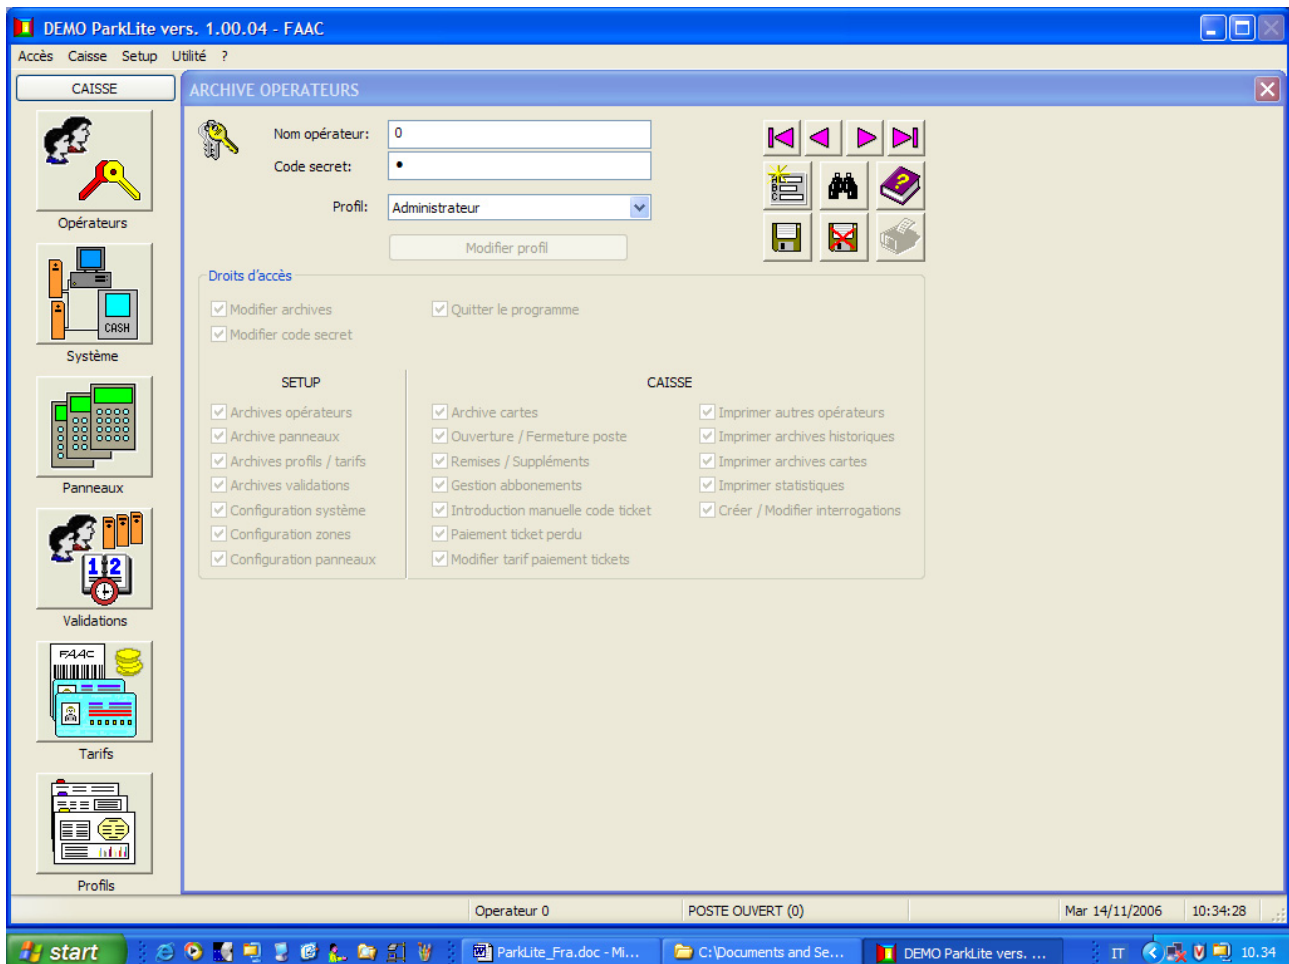 DEMO ParkLite vers. 1.00.04 - FAAC
Accès Caisse Setup Utilité ?
CAISSE
ARCHIVE OPERATEURS
Nom opérateur: 0
Code secret: •
Profil: Administrateur
Modifier profil
Opérateurs
CASH
Système
Panneaux
1 2
Validations
FAAC
Tarifs
Profils
Droits d'accès
Modifier archives
Quitter le programme
Modifier code secret
SETUP
CAISSE
Archives opérateurs
Archive cartes
Imprimer autres opérateurs
Archive panneaux
Ouverture / Fermeture poste
Imprimer archives historiques
Archives profils / tarifs
Remises / Suppléments
Imprimer archives cartes
Archives validations
Gestion abbonements
Imprimer statistiques
Configuration système
Introduction manuelle code ticket
Créer / Modifier interrogations
Configuration zones
Paiement ticket perdu
Configuration panneaux
Modifier tarif paiement tickets
Operateur 0
POSTE OUVERT (0)
Mar 14/11/2006
10:34:28
start
ParkLite_Fra.doc - Mi...
C:\Documents and Se...
DEMO ParkLite vers. ...
IT
10.34